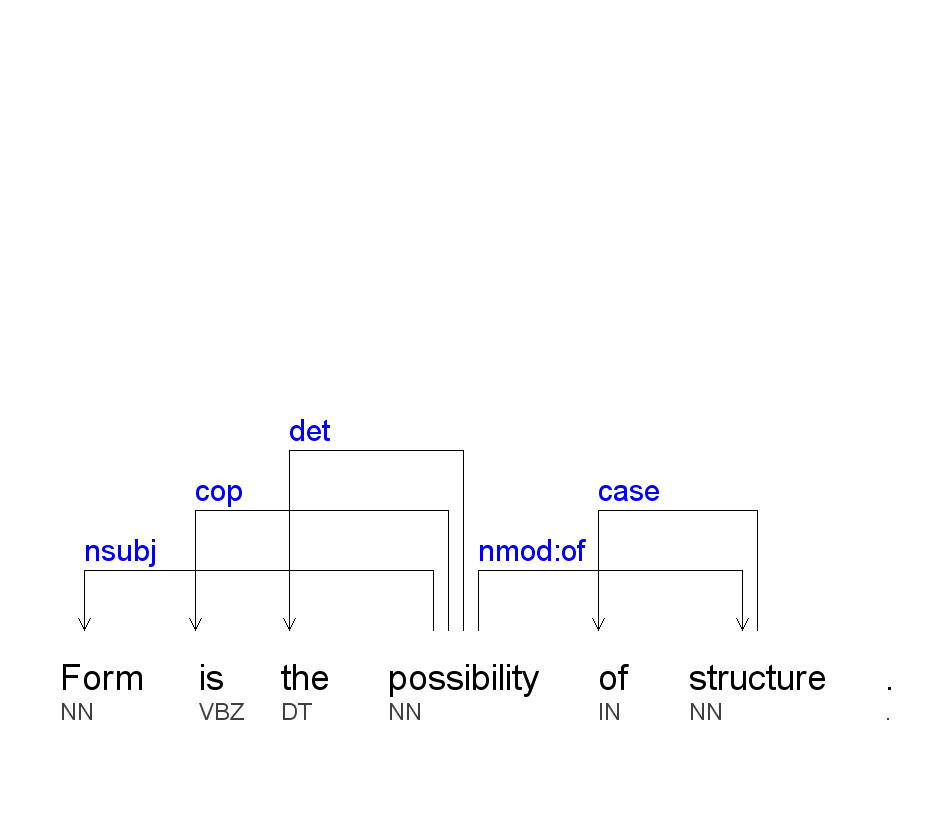 det
cop case
nsubj nmod:of
Form is the possibility of structure .
NN VBZ DT NN IN NN .